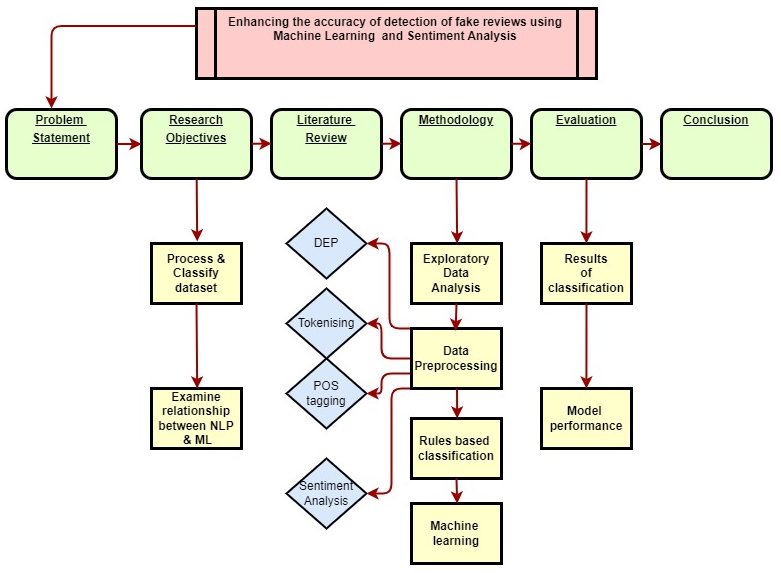 Enhancing the accuracy of detection of fake reviews using
Machine Learning and Sentiment Analysis
Problem
Statement
Research
Objectives
Literature
Review
Methodology
Evaluation
Conclusion
Process &
Classify
dataset
Examine
relationship
between NLP
& ML
DEP
Tokenising
POS
tagging
Sentiment
Analysis
Exploratory
Data
Analysis
Data
Preprocessing
Rules based
classification
Machine
learning
Results
of
classification
Model
performance